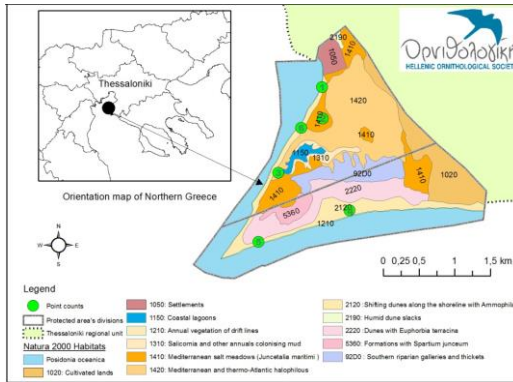 Ορνιθολογική
HELLENIC ORNITHOLOGICAL SOCIETY
Thessaloniki
Orientation map of Northern Greece
N
W E
S
2190
1050
1410
1420
1410
1410
1150
1310
1410
92D0
1410
1020
2220
5360
2120
1210
0 0,25 0,5 1 1,5 km
Legend
Point counts
Protected area's divisions
Thessaloniki regional unit
Natura 2000 Habitats
Posidonia oceanica
1020: Cultivated lands
1050: Settlements
1150: Coastal lagoons
1210: Annual vegetation of drift lines
1310: Salicornia and other annuals colonising mud
1410: Mediterranean salt meadows (Juncetalia maritimi )
1420: Mediterranean and thermo-Atlantic halophilous
2120: Shifting dunes along the shoreline with Ammophila
2190: Humid dune slacks
2220: Dunes with Euphorbia terracina
5360: Formations with Spartium junceum
92D0: Southern riparian galleries and thickets